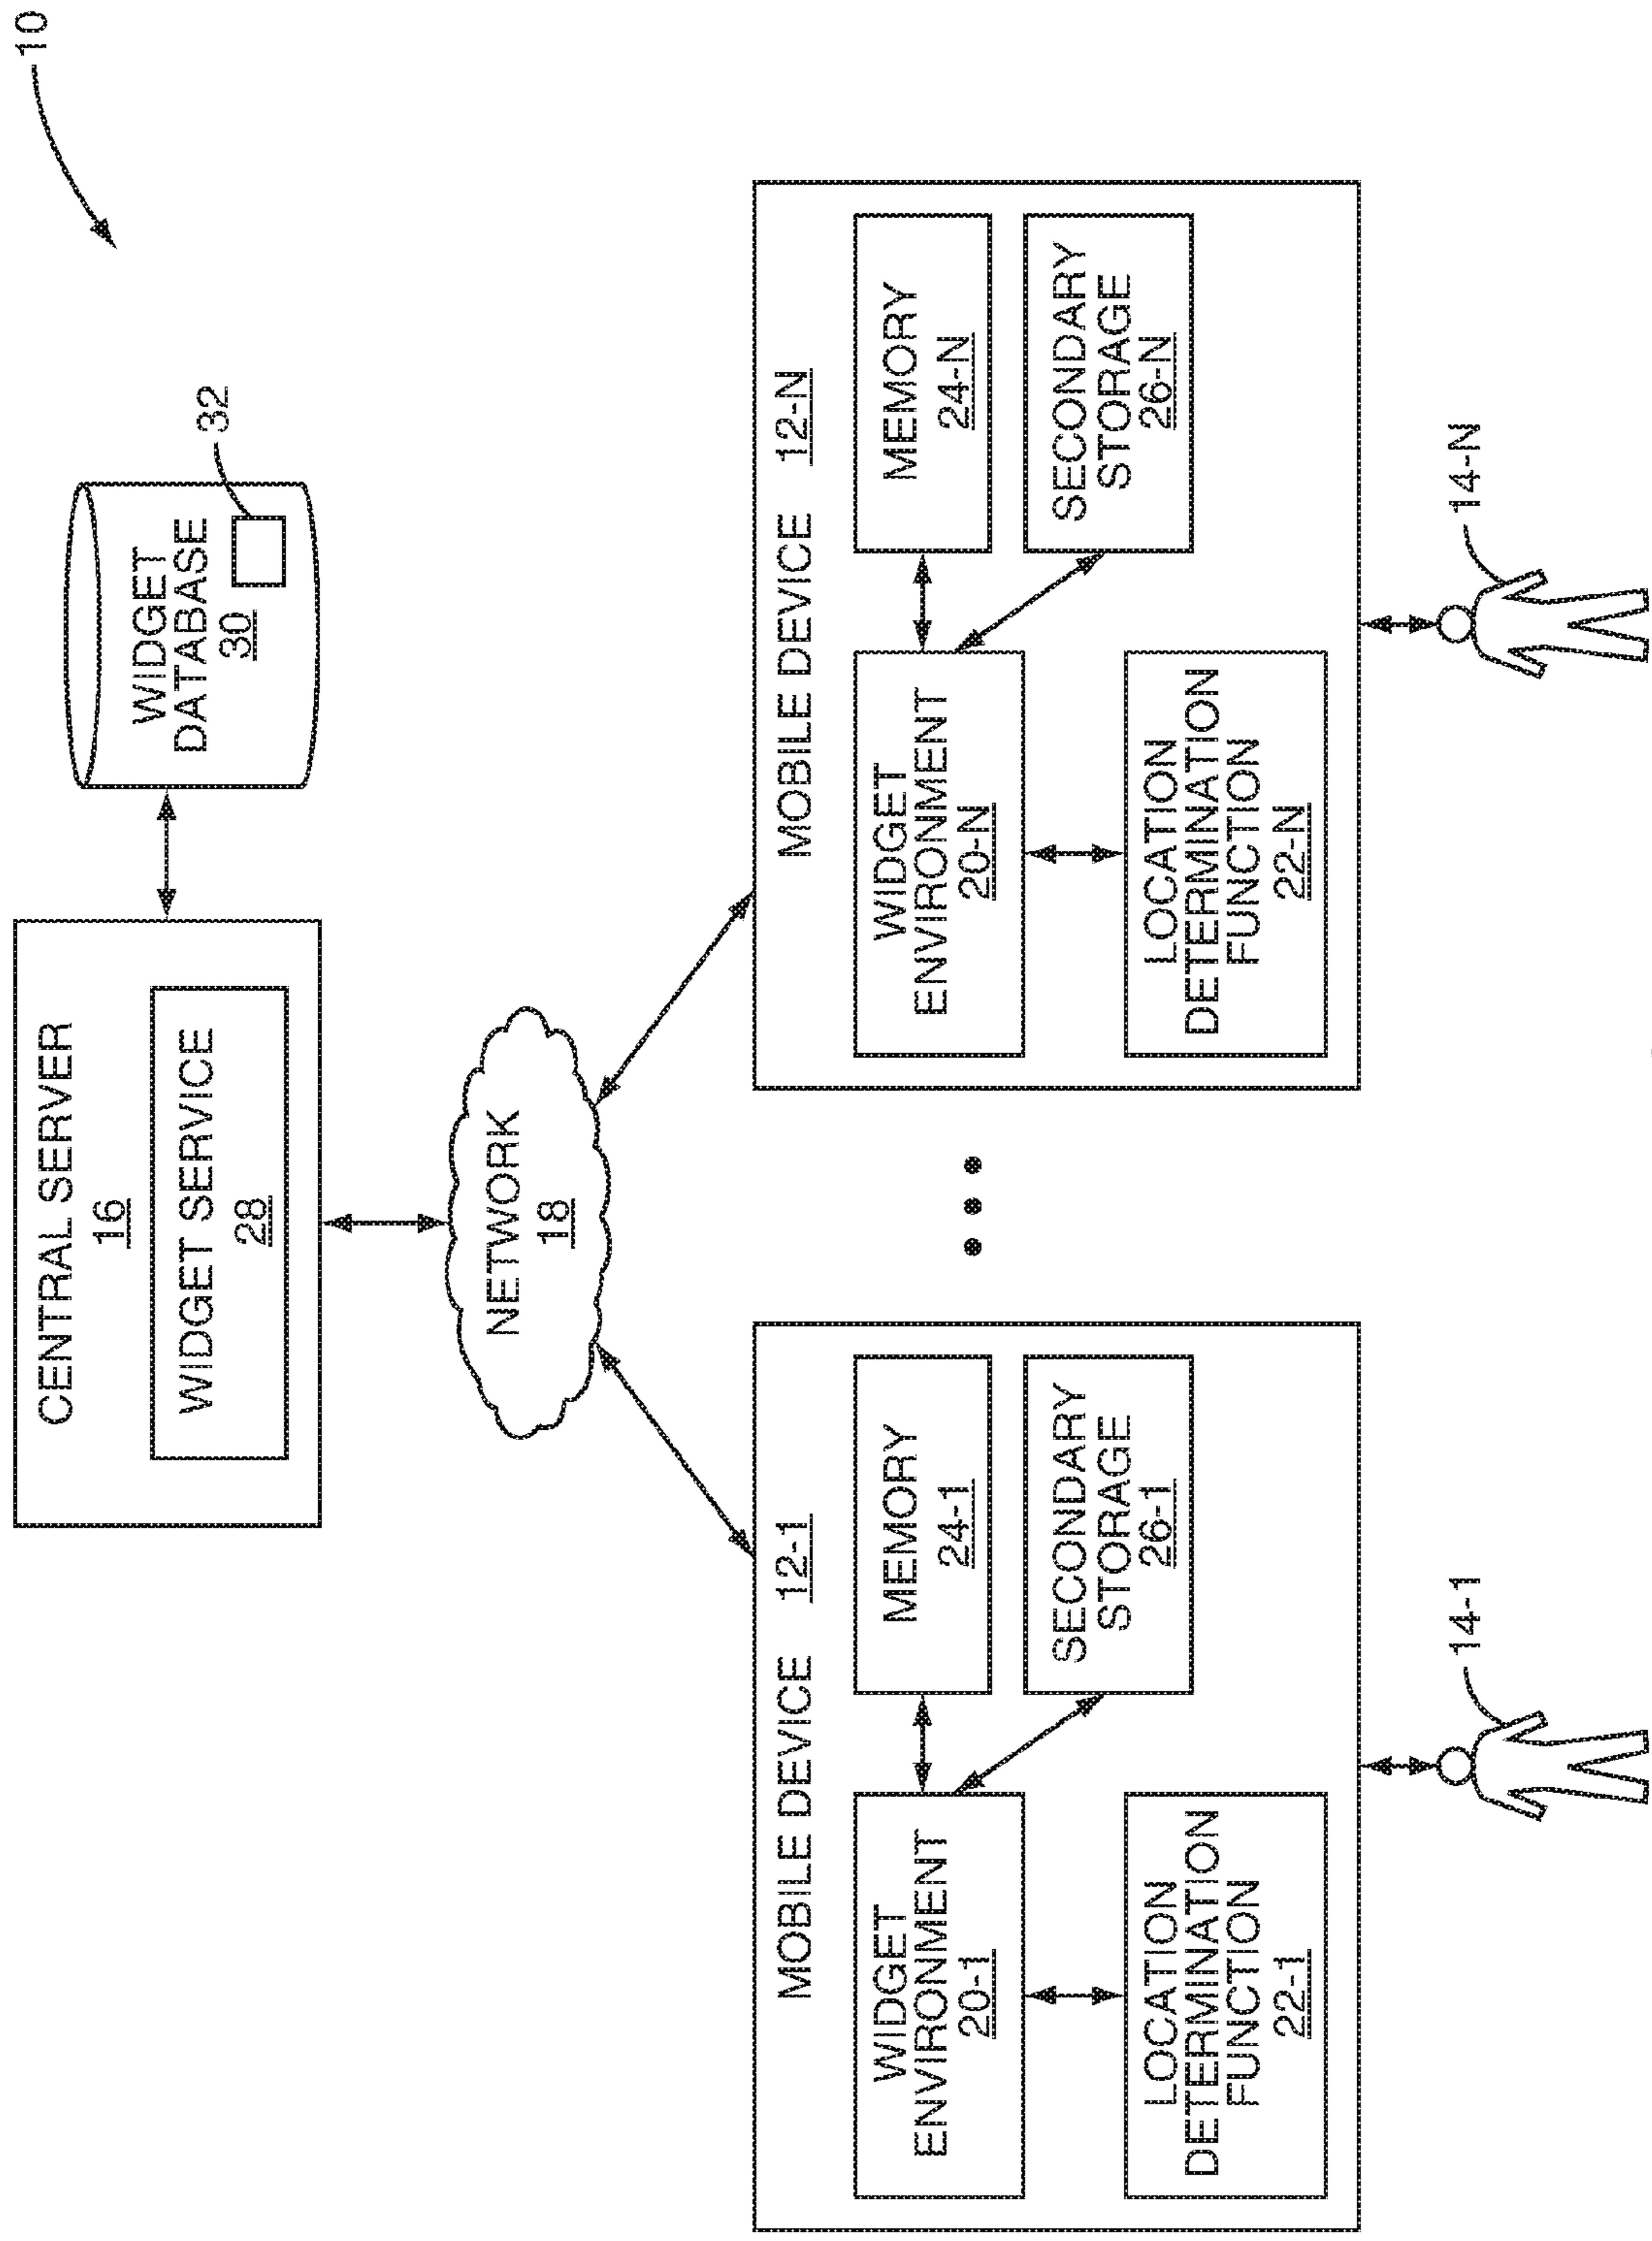 10
CENTRAL SERVER
16
WIDGET SERVICE
28
WIDGET
DATABASE
30
32
NETWORK
18
MOBILE DEVICE 12-1
WIDGET
ENVIRONMENT
20-1
MEMORY
24-1
SECONDARY
STORAGE
26-1
LOCATION
DETERMINATION
FUNCTION
22-1
14-1
MOBILE DEVICE 12-N
WIDGET
ENVIRONMENT
20-N
MEMORY
24-N
SECONDARY
STORAGE
26-N
LOCATION
DETERMINATION
FUNCTION
22-N
14-N